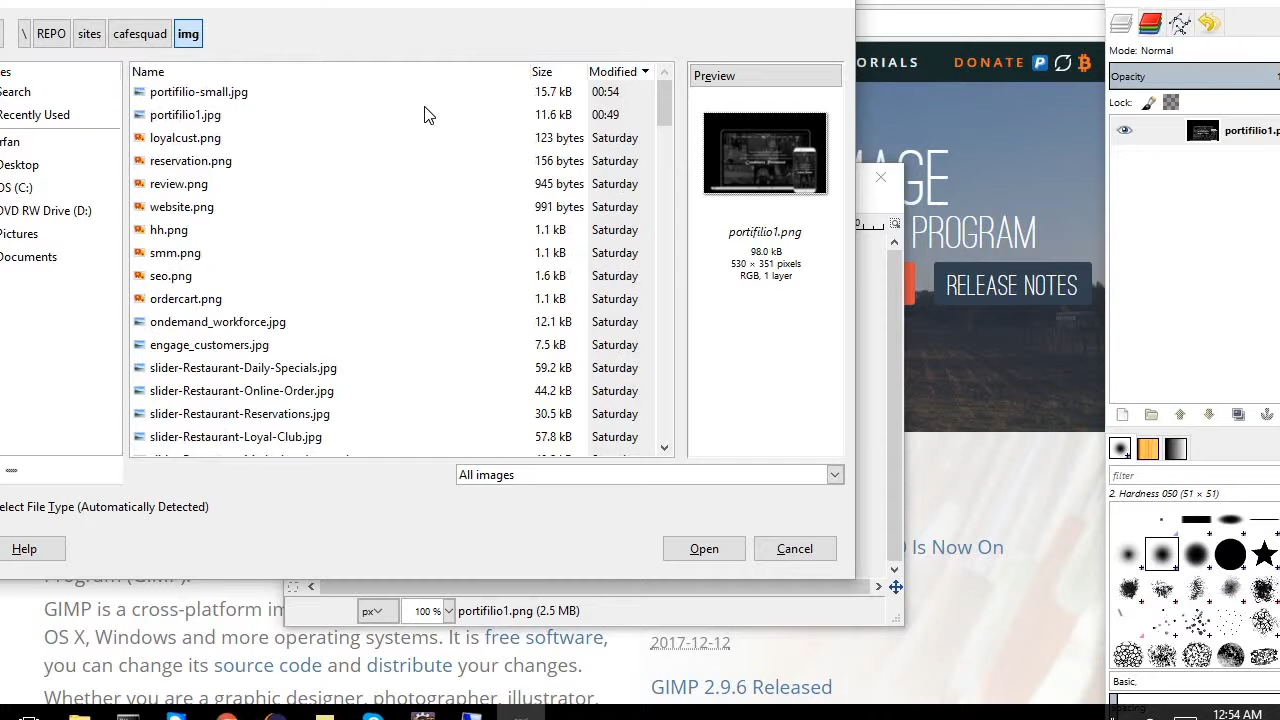 \ REPO sites cafesquad img
Name Size Modified
portifilio-small.jpg 15.7 kB 00:54
portifilio1.jpg 11.6 kB 00:49
loyalcust.png 123 bytes Saturday
reservation.png 156 bytes Saturday
review.png 945 bytes Saturday
website.png 991 bytes Saturday
hh.png 1.1 kB Saturday
smm.png 1.1 kB Saturday
seo.png 1.6 kB Saturday
ordercart.png 1.1 kB Saturday
ondemand_workforce.jpg 12.1 kB Saturday
engage_customers.jpg 7.5 kB Saturday
slider-Restaurant-Daily-Specials.jpg 59.2 kB Saturday
slider-Restaurant-Online-Order.jpg 44.2 kB Saturday
slider-Restaurant-Reservations.jpg 30.5 kB Saturday
slider-Restaurant-Loyal-Club.jpg 57.8 kB Saturday
es
Search
Recently Used
rfan
Desktop
OS (C:)
DVD RW Drive (D:)
Pictures
Documents
Preview
portifilio1.png
98.0 kB
530 × 351 pixels
RGB, 1 layer
All images
elect File Type (Automatically Detected)
Help Open Cancel
ORIALS DONATE
MAGE
PROGRAM
RELEASE NOTES
Is Now On
px 100 % portifilio1.png (2.5 MB)
Program (GIMP).
GIMP is a cross-platform im
OS X, Windows and more operating systems. It is free software,
you can change its source code and distribute your changes.
Whether you are a graphic designer, photographer, illustrator,
2017-12-12
GIMP 2.9.6 Released
Mode: Normal
Opacity 1
Lock:
portifilio1.p
filter
2. Hardness 050 (51 × 51)
Basic,
Spacing
12:54 AM